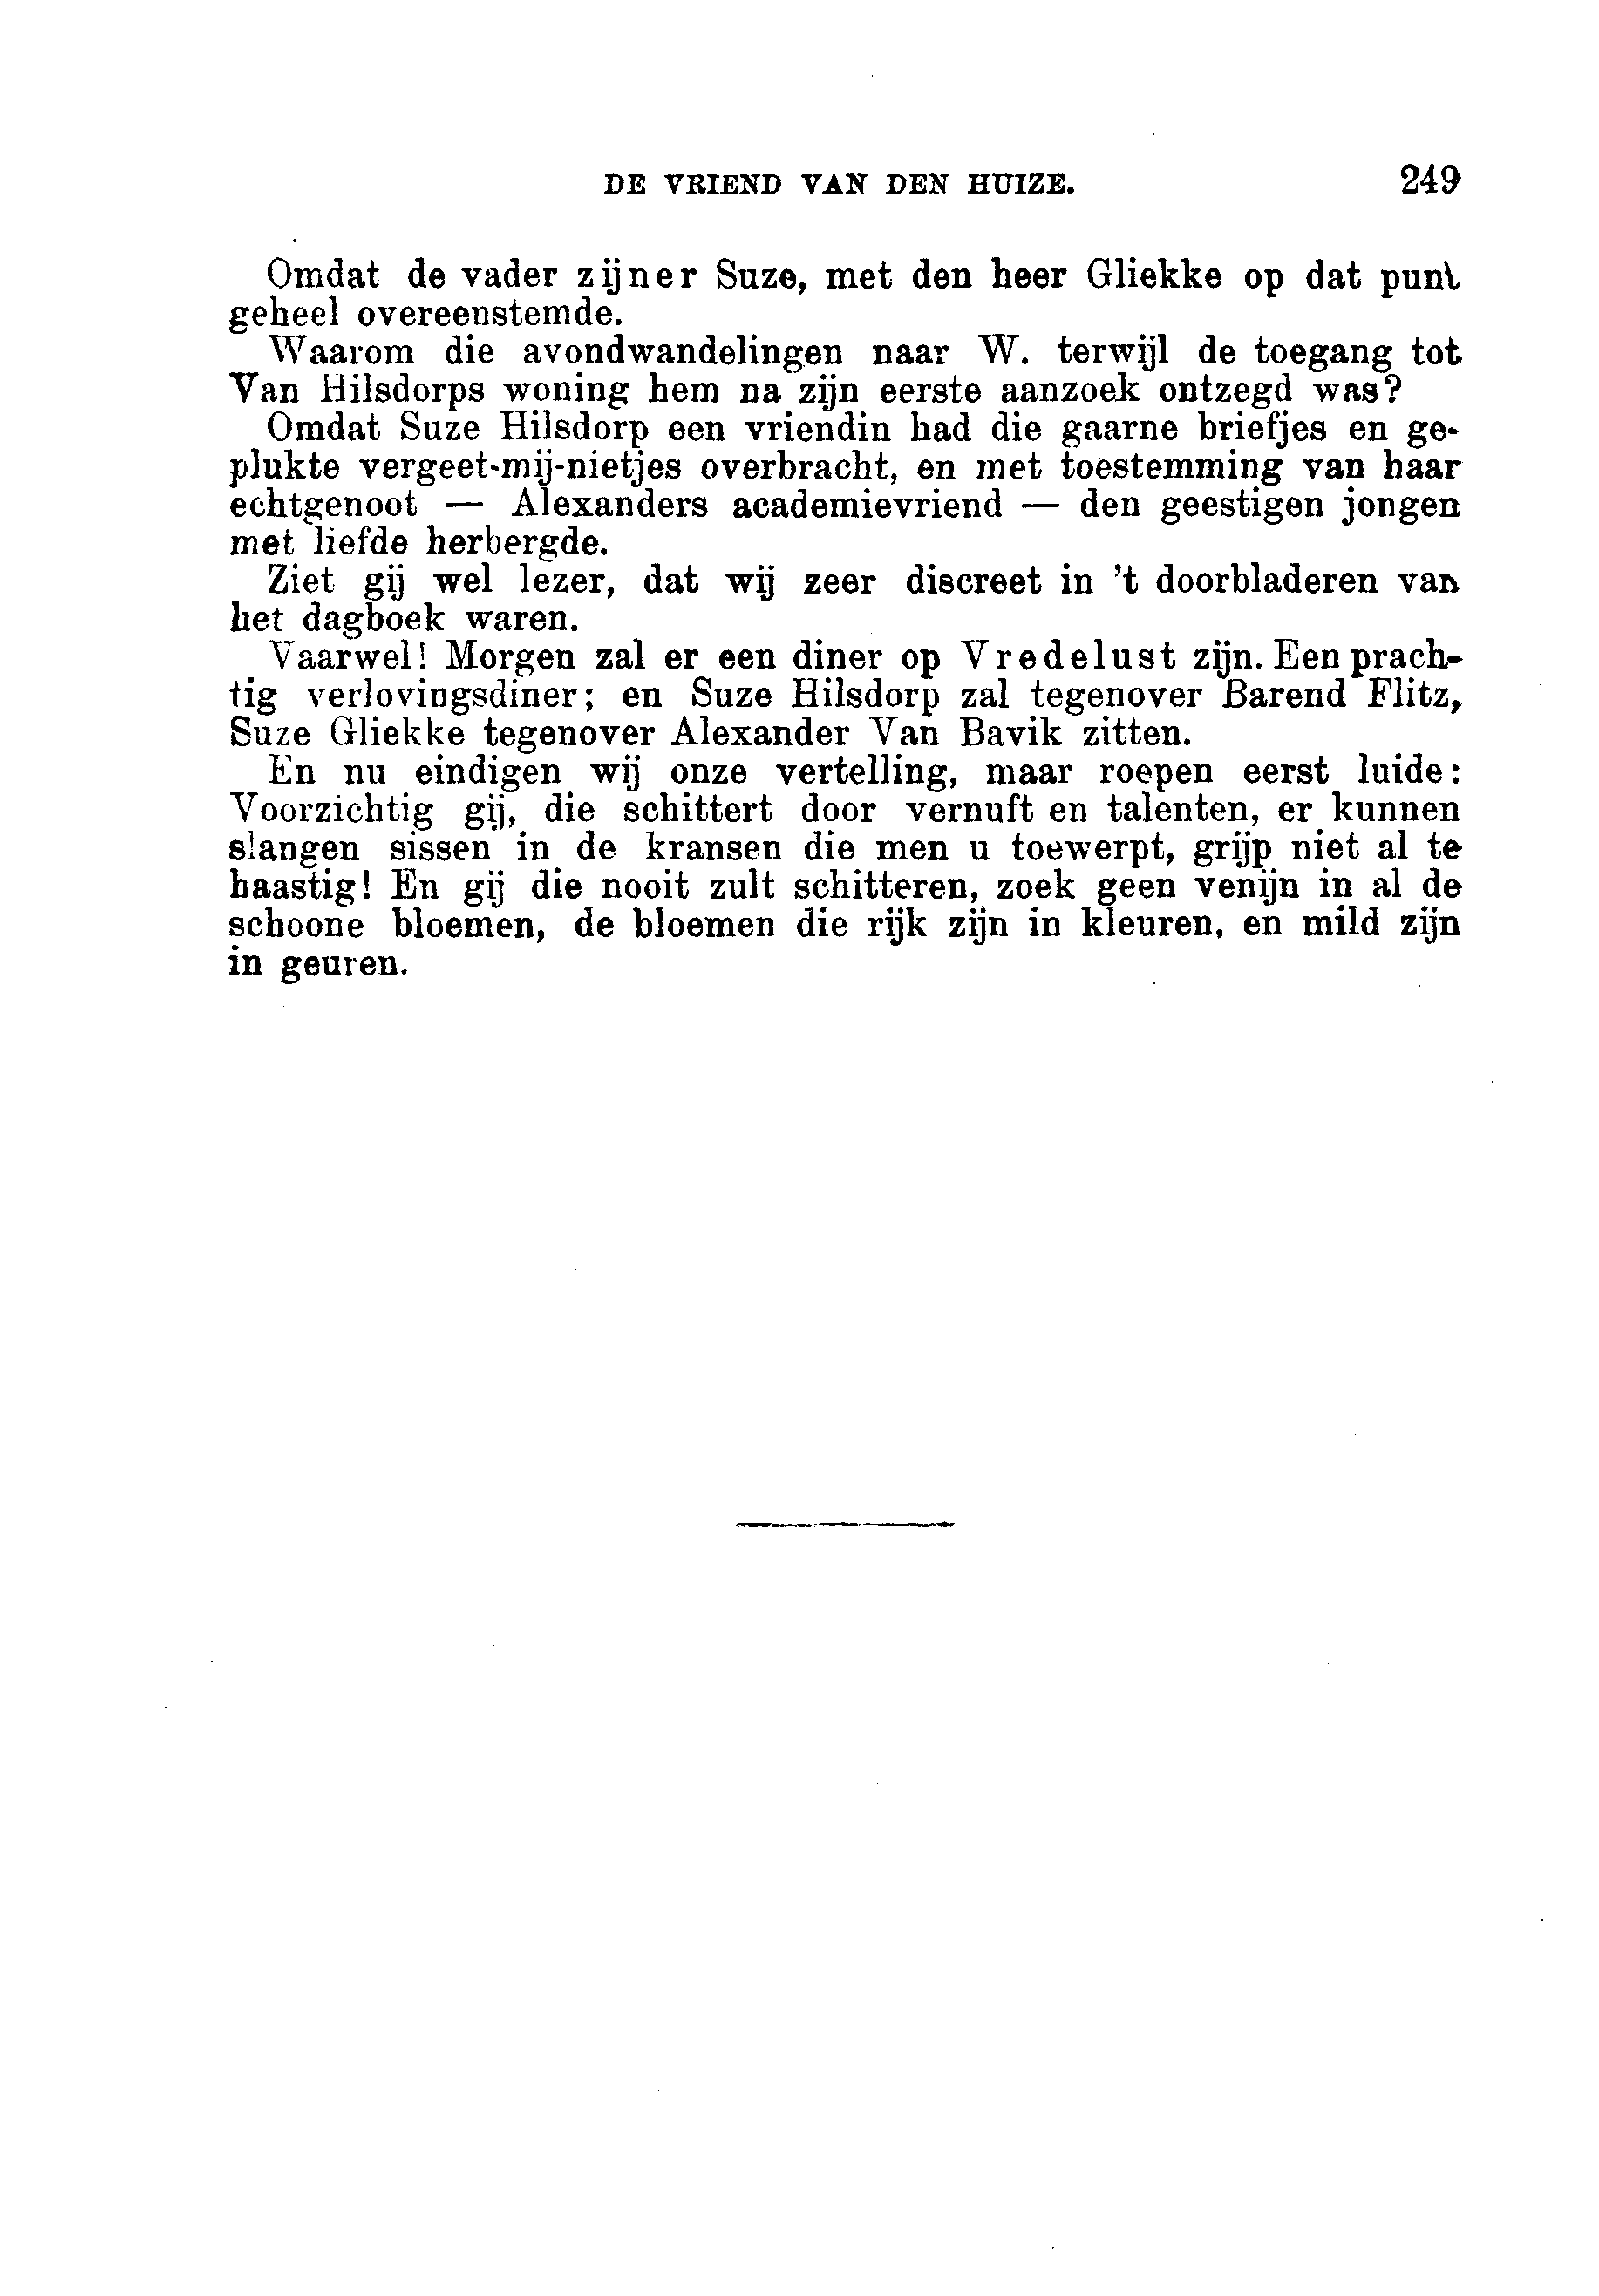 DE VRIEND VAN DEN HUIZE. 249
Omdat de vader zijner Suze, met den heer Gliekke op dat punt
geheel overeenstemde.
Waarom die avondwandelingen naar W. terwijl de toegang tot
Van Hilsdorps woning hem na zijn eerste aanzoek ontzegd was?
Omdat Suze Hilsdorp een vriendin had die gaarne briefjes en ge-
plukte vergeet-mij-nietjes overbracht, en met toestemming van haar
echtgenoot — Alexanders academievriend — den geestigen jongen
met liefde herbergde.
Ziet gij wel lezer, dat wij zeer discreet in 't doorbladeren van
het dagboek waren.
Vaarwel! Morgen zal er een diner op Vredelust zijn. Een prach-
tig verlovingsdiner; en Suze Hilsdorp zal tegenover Barend Flitz,
Suze Gliekke tegenover Alexander Van Bavik zitten.
En nu eindigen wij onze vertelling, maar roepen eerst luide:
Voorzichtig gij, die schittert door vernuft en talenten, er kunnen
slangen sissen in de kransen die men u toewerpt, grijp niet al te
haastig! En gij die nooit zult schitteren, zoek geen venijn in al de
schoone bloemen, de bloemen die rijk zijn in kleuren, en mild zijn
in geuren.